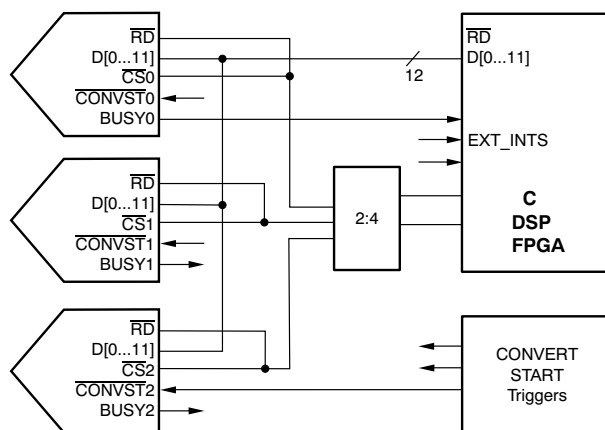 RD
D[0...11]
CS0
CONVST0
BUSY0
RD
D[0...11]
CS1
CONVST1
BUSY1
RD
D[0...11]
CS2
CONVST2
BUSY2
12
2:4
RD
D[0...11]
EXT_INTS
C
DSP
FPGA
CONVERT
START
Triggers